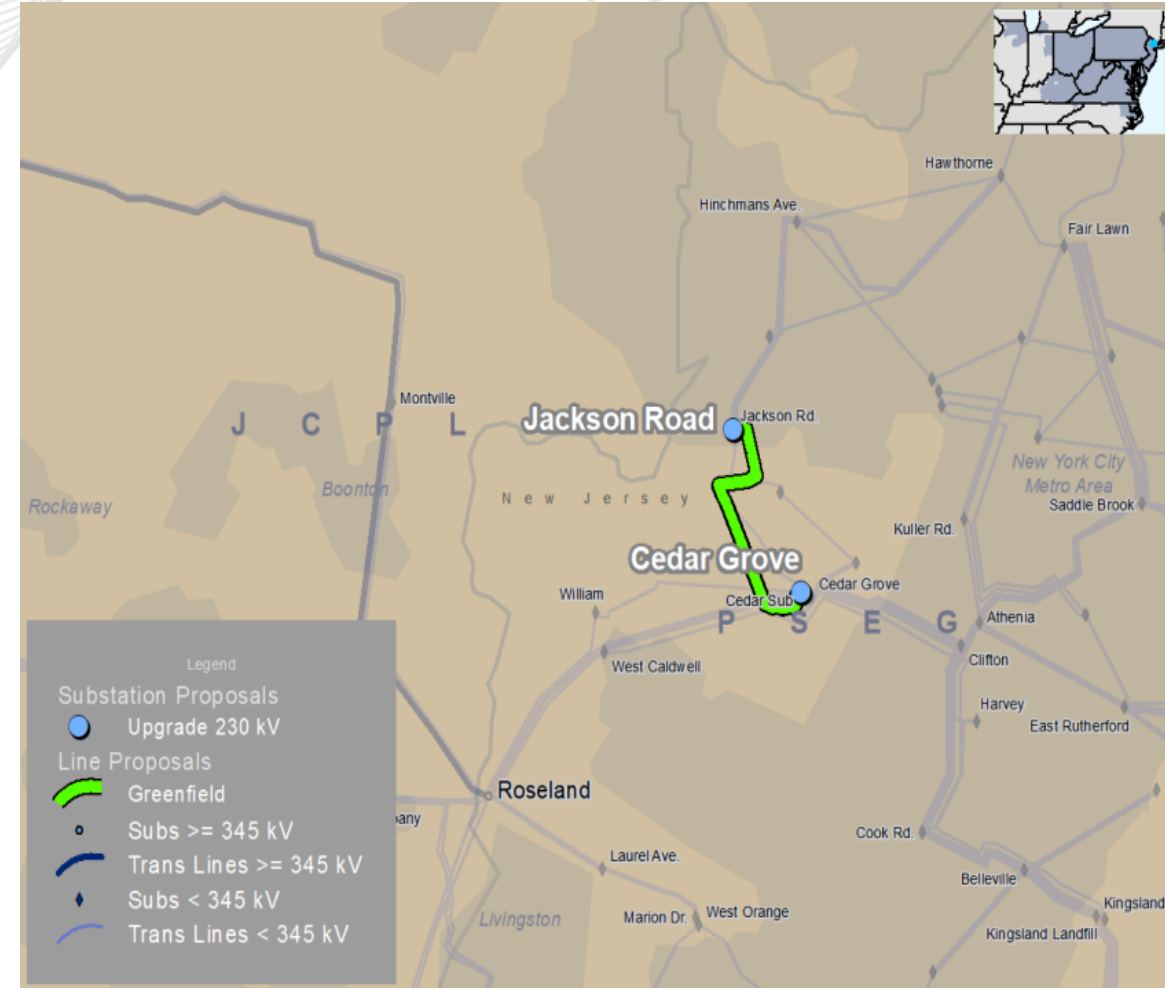 Hawthorne
Hinchmans Ave.
Fair Lawn
Montville
J C P L
Jackson Road
Jackson Rd.
New York City
Metro Area
Boonton
Rockaway
New Jersey
Saddle Brook
Kuller Rd.
Cedar Grove
Cedar Grove
William
Cedar Sub
P S E G
Athenia
Clifton
West Caldwell
Harvey
East Rutherford
Legend
Substation Proposals
Upgrade 230 kV
Line Proposals
Greenfield
Subs >= 345 kV
Trans Lines >= 345 kV
Subs < 345 kV
Trans Lines < 345 kV
Roseland
any
Cook Rd.
Laurel Ave.
Belleville
Livingston
Marion Dr.
West Orange
Kingsland
Kingsland Landfill